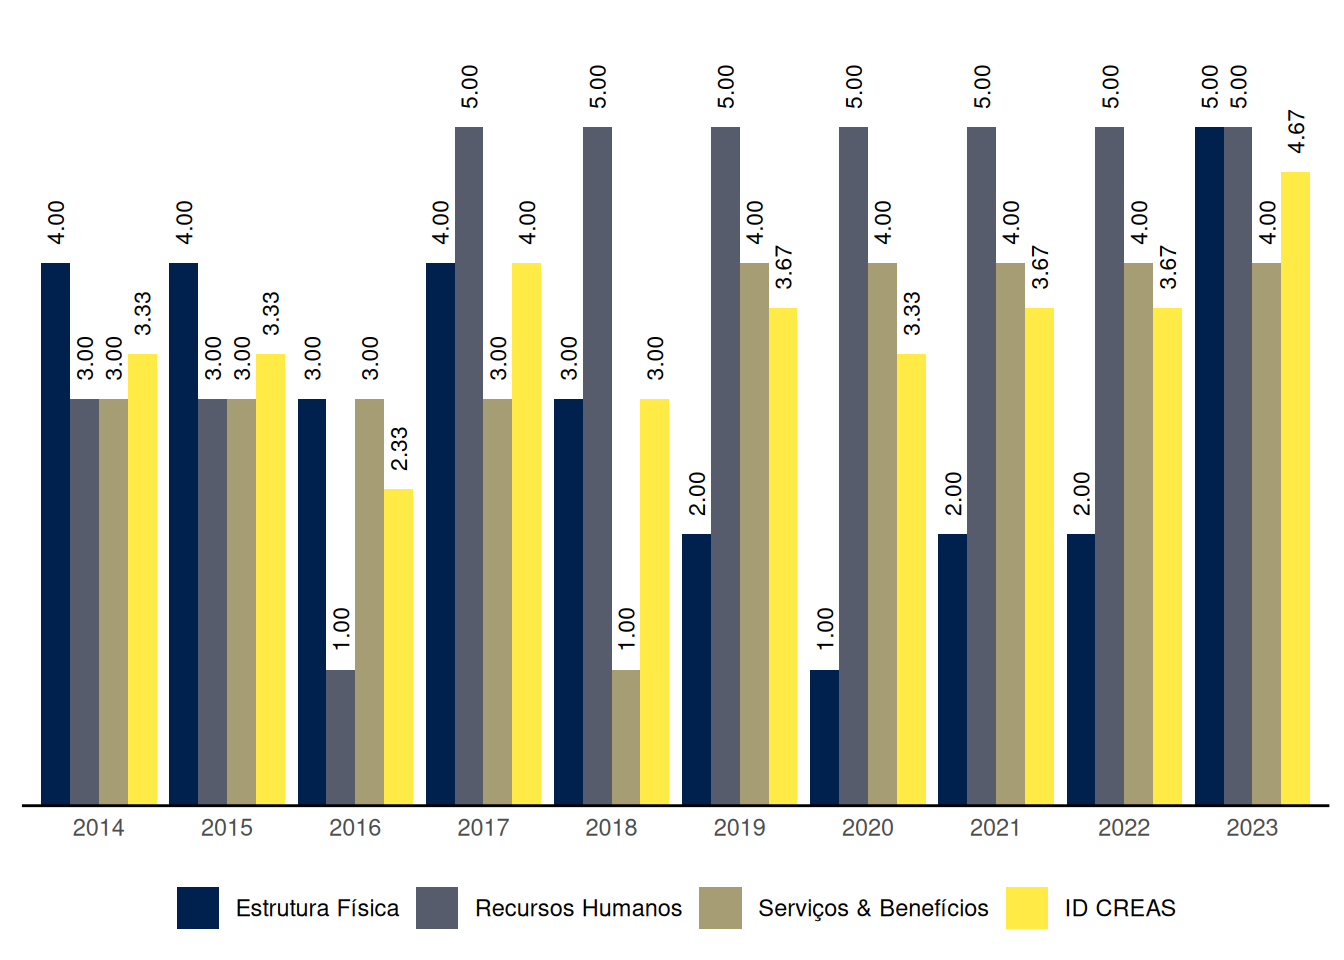 4.00 3.00 3.00 3.33
4.00 3.00 3.00 3.33
3.00 1.00 3.00 2.33
4.00 5.00 3.00 4.00
3.00 5.00 1.00 3.00
2.00 5.00 4.00 3.67
1.00 5.00 4.00 3.33
2.00 5.00 4.00 3.67
2.00 5.00 4.00 3.67
5.00 5.00 4.00 4.67
2014 2015 2016 2017 2018 2019 2020 2021 2022 2023
Estrutura Física Recursos Humanos Serviços & Benefícios ID CREAS